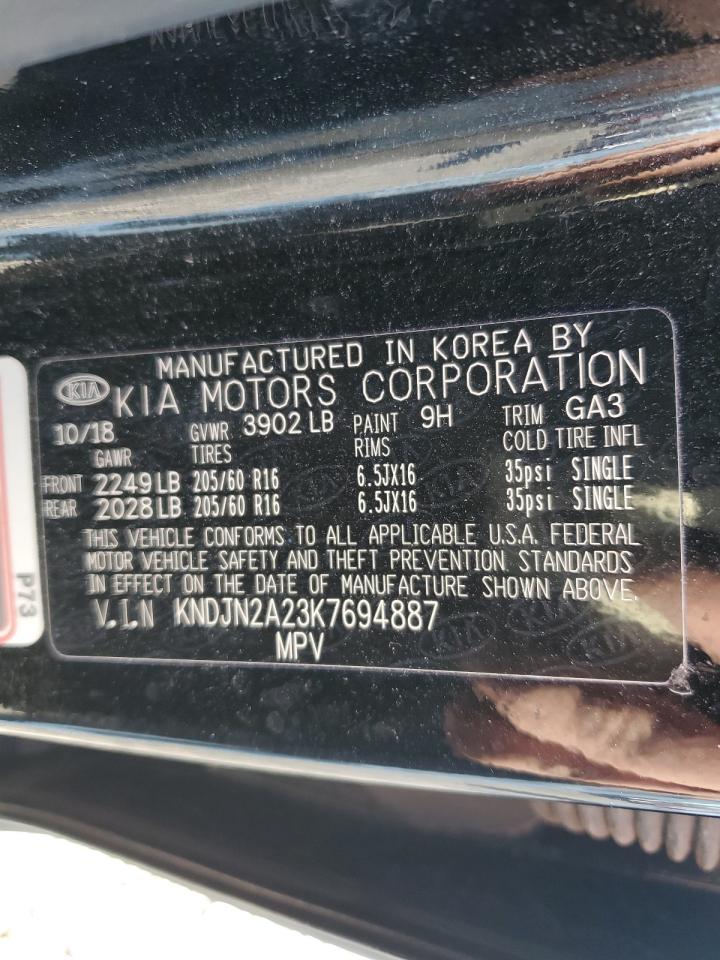 MANUFACTURED IN KOREA BY
KIA KIA MOTORS CORPORATION
10/18 GVWR 3902 LB PAINT 9H TRIM GA3
GAWR TIRES RIMS COLD TIRE INFL
FRONT 2249 LB 205/60 R16 6.5JX16 35psi SINGLE
REAR 2028 LB 205/60 R16 6.5JX16 35psi SINGLE
THIS VEHICLE CONFORMS TO ALL APPLICABLE U.S.A. FEDERAL
MOTOR VEHICLE SAFETY AND THEFT PREVENTION STANDARDS
IN EFFECT ON THE DATE OF MANUFACTURE SHOWN ABOVE.
V.I.N KNDJN2A23K7694887
MPV
P73